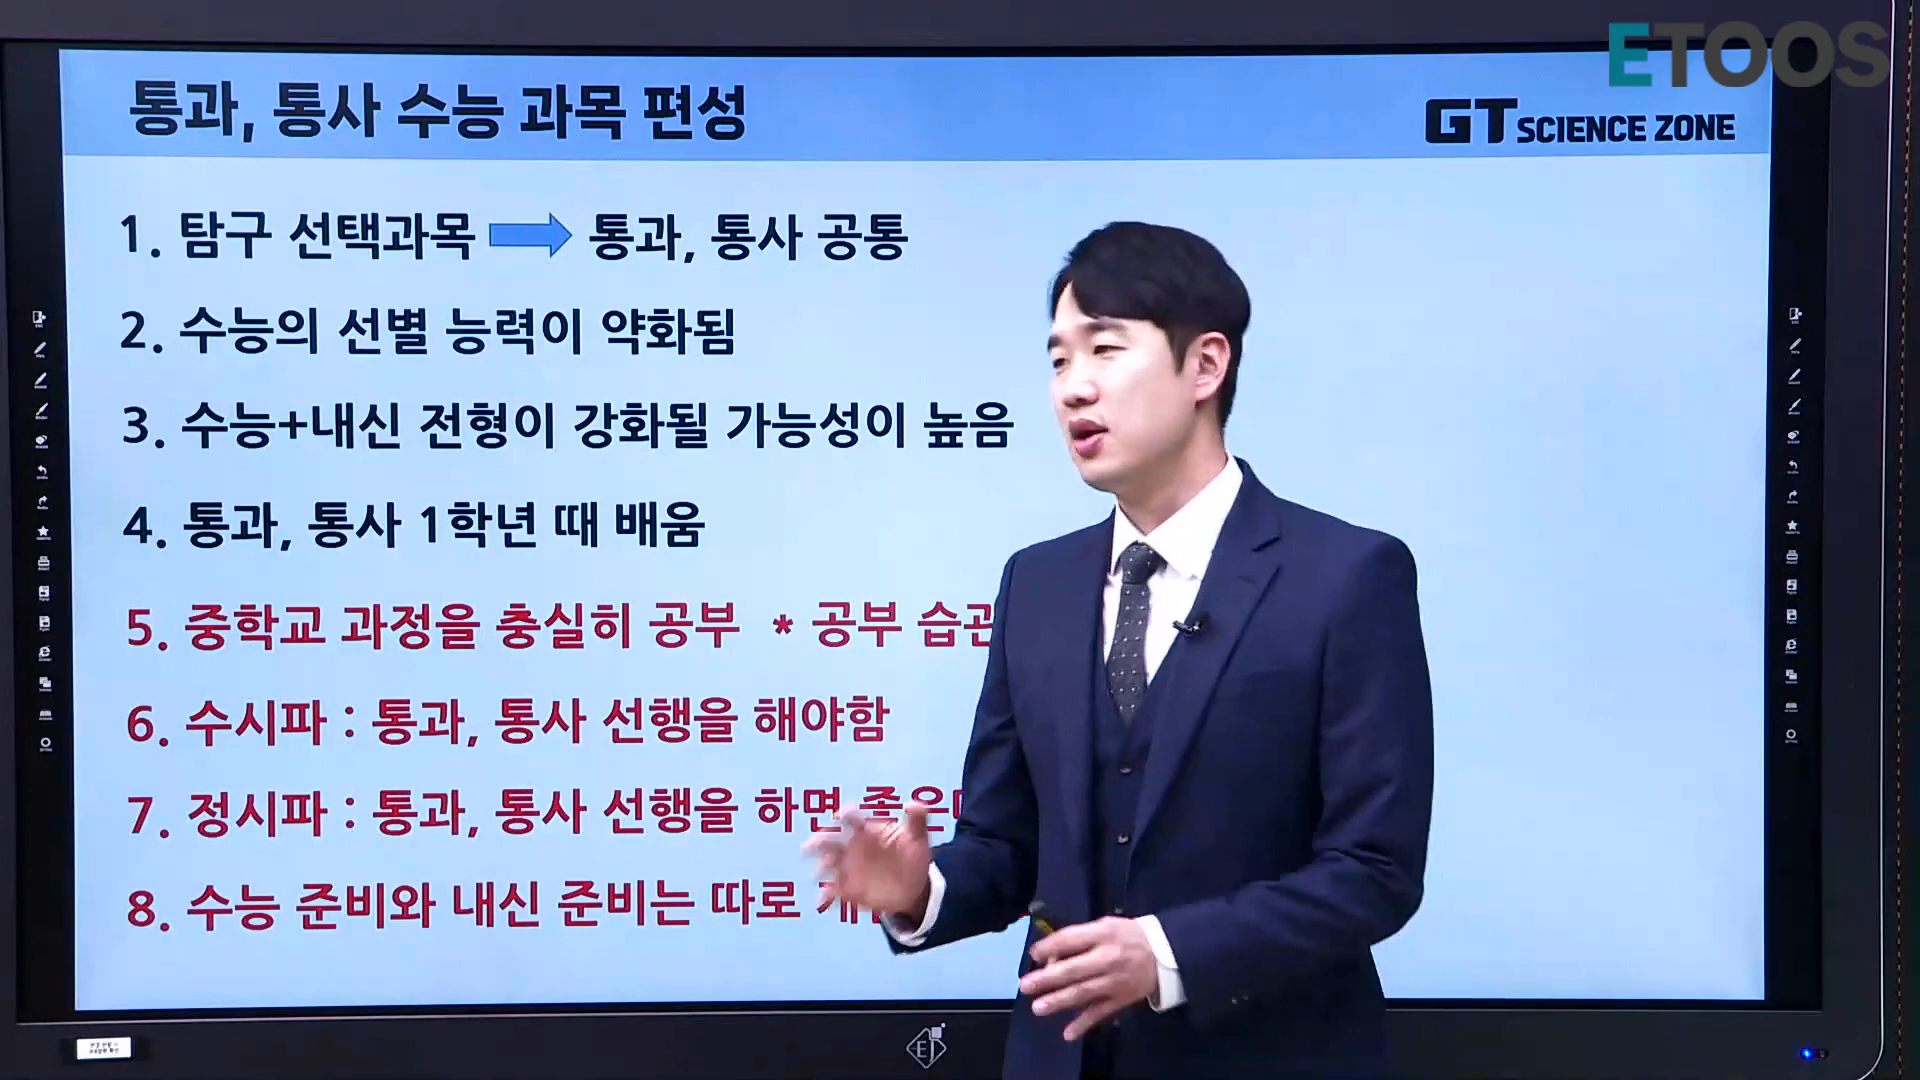 ETOOS
통과, 통사 수능 과목 편성
GT SCIENCE ZONE
1. 탐구 선택과목 통과, 통사 공통
2. 수능의 선별 능력이 약화됨
3. 수능+내신 전형이 강화될 가능성이 높음
4. 통과, 통사 1학년 때 배움
5. 중학교 과정을 충실히 공부 * 공부
6. 수시파 : 통과, 통사 선행을 해야함
7. 정시파 : 통과, 통사 선행을 하면
8. 수능 준비와 내신 준비는 따로